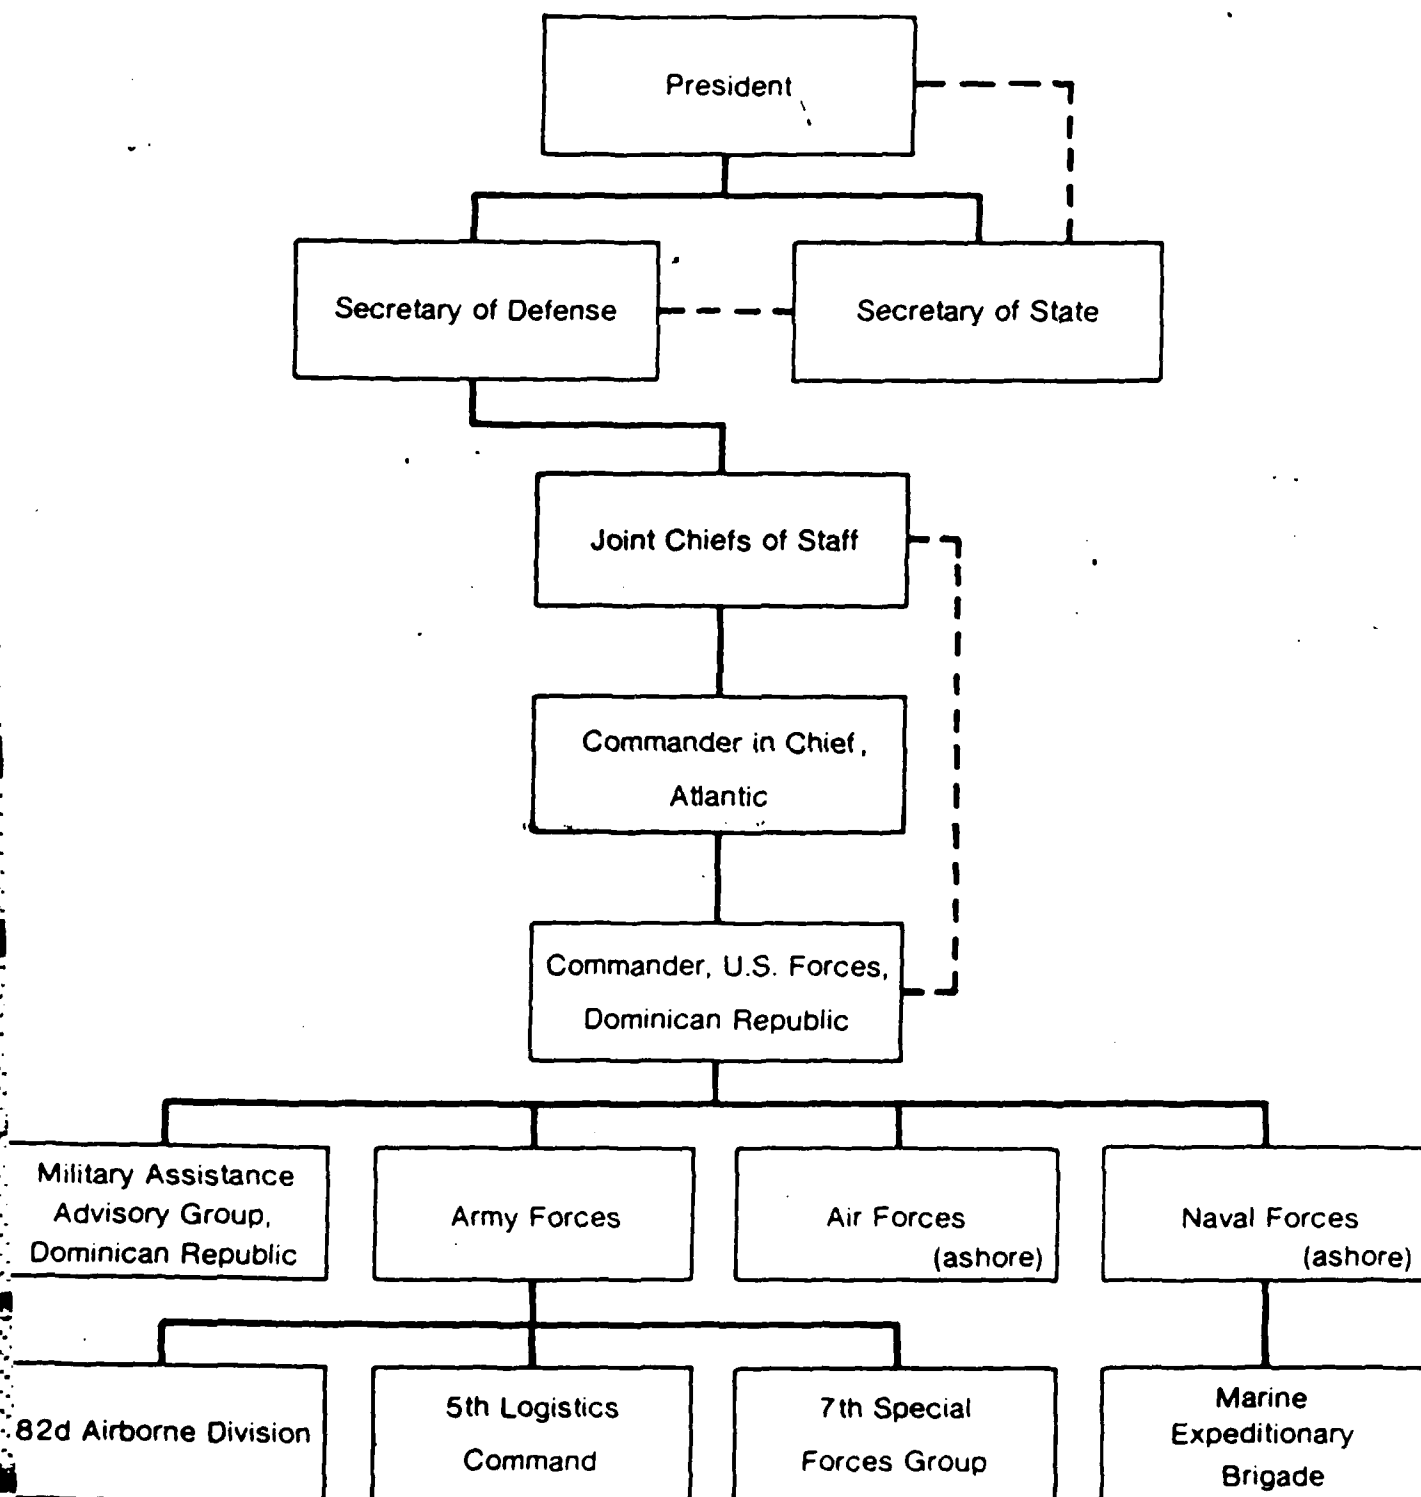 President
Secretary of Defense
Secretary of State
Joint Chiefs of Staff
Commander in Chief,
Atlantic
Commander, U.S. Forces,
Dominican Republic
Military Assistance
Advisory Group,
Dominican Republic
Army Forces
Air Forces
(ashore)
Naval Forces
(ashore)
82d Airborne Division
5th Logistics
Command
7th Special
Forces Group
Marine
Expeditionary
Brigade